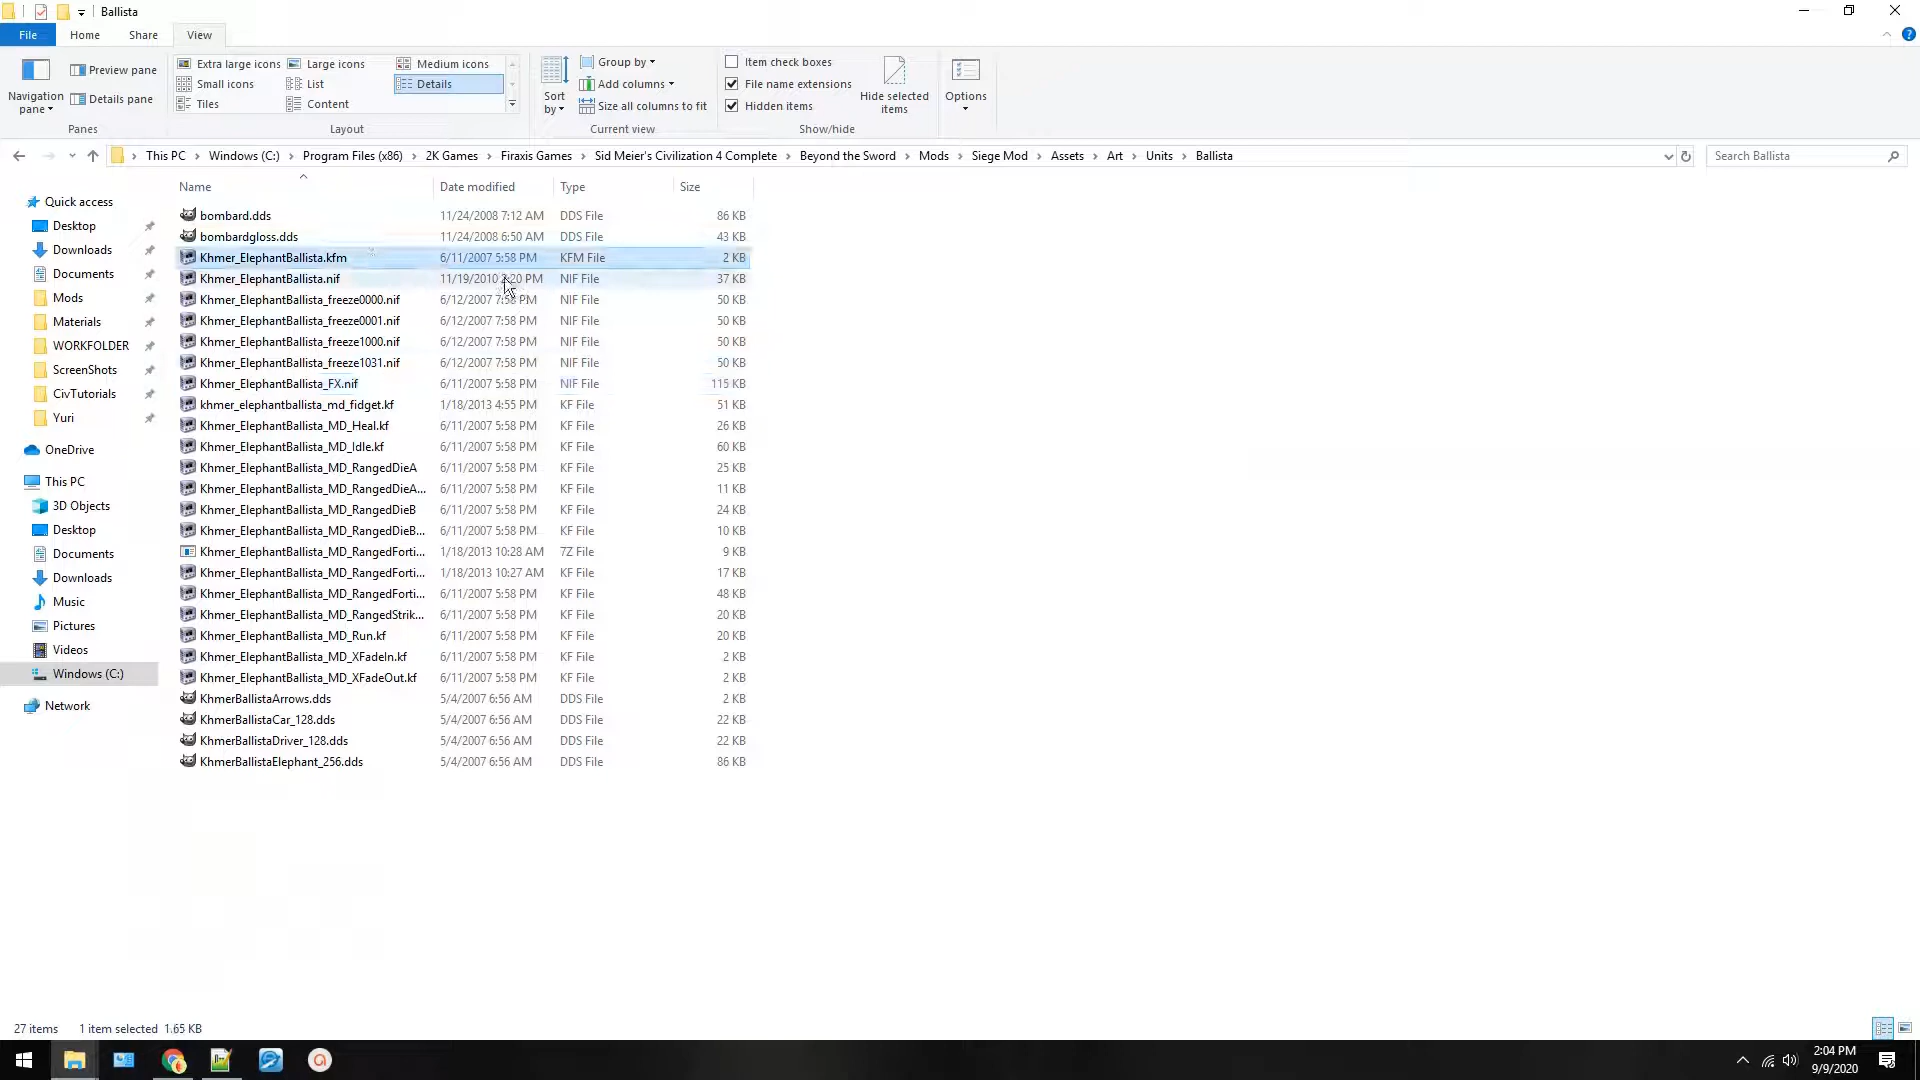 Ballista
File Home Share View
Navigation pane
Preview pane
Details pane
Panes
Extra large icons Large icons Medium icons
Small icons List Details
Tiles Content
Layout
Sort by
Group by
Add columns
Size all columns to fit
Current view
Item check boxes
File name extensions
Hidden items
Hide selected items
Show/hide
Options
This PC Windows (C:) Program Files (x86) 2K Games Firaxis Games Sid Meier's Civilization 4 Complete Beyond the Sword Mods Siege Mod Assets Art Units Ballista
Search Ballista
Quick access
Desktop
Downloads
Documents
Mods
Materials
WORKFOLDER
ScreenShots
CivTutorials
Yuri
OneDrive
This PC
3D Objects
Desktop
Documents
Downloads
Music
Pictures
Videos
Windows (C:)
Network
Name Date modified Type Size
bombard.dds 11/24/2008 7:12 AM DDS File 86 KB
bombardgloss.dds 11/24/2008 6:50 AM DDS File 43 KB
Khmer_ElephantBallista.kfm 6/11/2007 5:58 PM KFM File 2 KB
Khmer_ElephantBallista.nif 11/19/2010 PM NIF File 37 KB
Khmer_ElephantBallista_freeze0000.nif 6/12/2007 7:58 PM NIF File 50 KB
Khmer_ElephantBallista_freeze0001.nif 6/12/2007 7:58 PM NIF File 50 KB
Khmer_ElephantBallista_freeze1000.nif 6/12/2007 7:58 PM NIF File 50 KB
Khmer_ElephantBallista_freeze1031.nif 6/12/2007 7:58 PM NIF File 50 KB
Khmer_ElephantBallista_FX.nif 6/11/2007 5:58 PM NIF File 115 KB
khmer_elephantballista_md_fidget.kf 1/18/2013 4:55 PM KF File 51 KB
Khmer_ElephantBallista_MD_Heal.kf 6/11/2007 5:58 PM KF File 26 KB
Khmer_ElephantBallista_MD_Idle.kf 6/11/2007 5:58 PM KF File 60 KB
Khmer_ElephantBallista_MD_RangedDieA 6/11/2007 5:58 PM KF File 25 KB
Khmer_ElephantBallista_MD_RangedDieA... 6/11/2007 5:58 PM KF File 11 KB
Khmer_ElephantBallista_MD_RangedDieB 6/11/2007 5:58 PM KF File 24 KB
Khmer_ElephantBallista_MD_RangedDieB... 6/11/2007 5:58 PM KF File 10 KB
Khmer_ElephantBallista_MD_RangedForti... 1/18/2013 10:28 AM 7Z File 9 KB
Khmer_ElephantBallista_MD_RangedForti... 1/18/2013 10:27 AM KF File 17 KB
Khmer_ElephantBallista_MD_RangedForti... 6/11/2007 5:58 PM KF File 48 KB
Khmer_ElephantBallista_MD_RangedStrik... 6/11/2007 5:58 PM KF File 20 KB
Khmer_ElephantBallista_MD_Run.kf 6/11/2007 5:58 PM KF File 20 KB
Khmer_ElephantBallista_MD_XFadeIn.kf 6/11/2007 5:58 PM KF File 2 KB
Khmer_ElephantBallista_MD_XFadeOut.kf 6/11/2007 5:58 PM KF File 2 KB
KhmerBallistaArrows.dds 5/4/2007 6:56 AM DDS File 2 KB
KhmerBallistaCar_128.dds 5/4/2007 6:56 AM DDS File 22 KB
KhmerBallistaDriver_128.dds 5/4/2007 6:56 AM DDS File 22 KB
KhmerBallistaElephant_256.dds 5/4/2007 6:56 AM DDS File 86 KB
27 items 1 item selected 1.65 KB
2:04 PM
9/9/2020